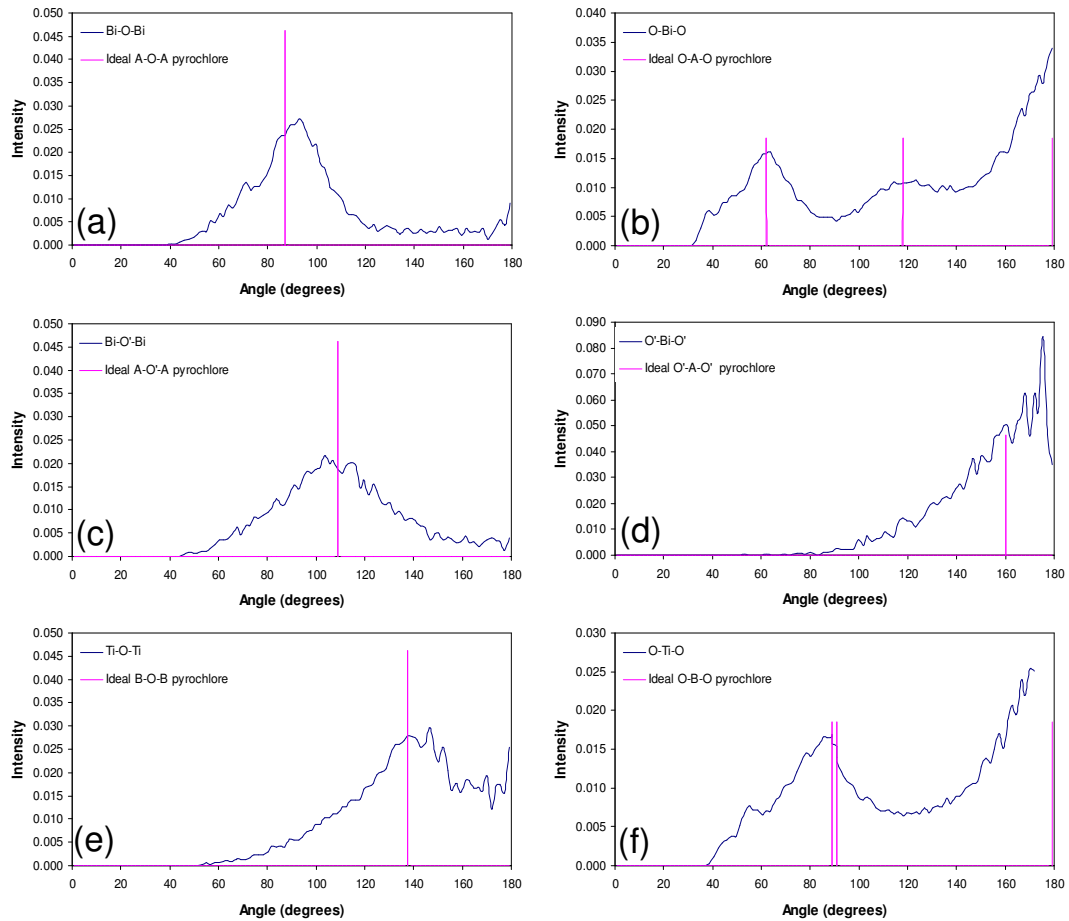 Bi-O-Bi
Ideal A-O-A pyrochlore
0.050
0.045
0.040
0.035
0.030
0.025
0.020
0.015
0.010
0.005
0.000
Intensity
(a)
0 20 40 60 80 100 120 140 160 180
Angle (degrees)
O-Bi-O
Ideal O-A-O pyrochlore
0.040
0.035
0.030
0.025
0.020
0.015
0.010
0.005
0.000
Intensity
(b)
0 20 40 60 80 100 120 140 160 180
Angle (degrees)
Bi-O'-Bi
Ideal A-O'-A pyrochlore
0.050
0.045
0.040
0.035
0.030
0.025
0.020
0.015
0.010
0.005
0.000
Intensity
(c)
0 20 40 60 80 100 120 140 160 180
Angle (degrees)
O'-Bi-O'
Ideal O'-A-O' pyrochlore
0.090
0.080
0.070
0.060
0.050
0.040
0.030
0.020
0.010
0.000
Intensity
(d)
0 20 40 60 80 100 120 140 160 180
Angle (degrees)
Ti-O-Ti
Ideal B-O-B pyrochlore
0.050
0.045
0.040
0.035
0.030
0.025
0.020
0.015
0.010
0.005
0.000
Intensity
(e)
0 20 40 60 80 100 120 140 160 180
Angle (degrees)
O-Ti-O
Ideal O-B-O pyrochlore
0.030
0.025
0.020
0.015
0.010
0.005
0.000
Intensity
(f)
0 20 40 60 80 100 120 140 160 180
Angle (degrees)